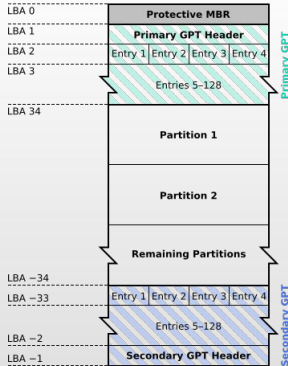 LBA 0
Protective MBR
LBA 1
Primary GPT Header
LBA 2
Entry 1 Entry 2 Entry 3 Entry 4
LBA 3
Entries 5–128
Primary GPT
LBA 34
Partition 1
Partition 2
Remaining Partitions
LBA −34
LBA −33
Entry 1 Entry 2 Entry 3 Entry 4
Entries 5–128
LBA −2
Secondary GPT Header
LBA −1
Secondary GPT